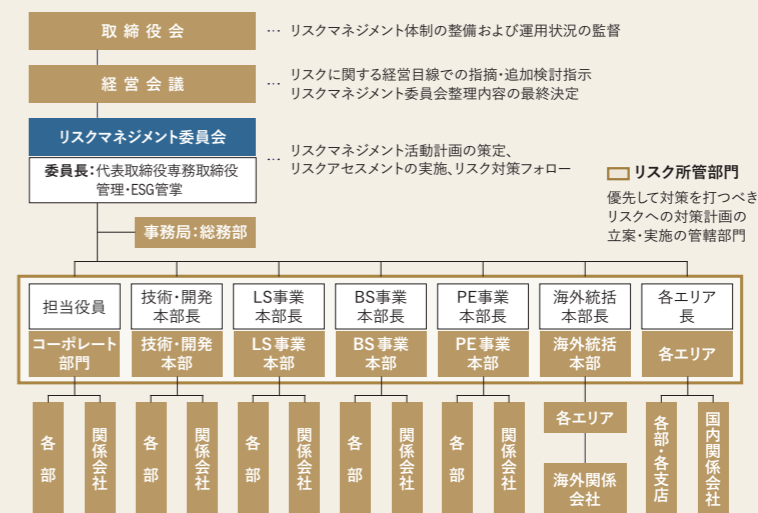 取締役会
… リスクマネジメント体制の整備および運用状況の監督
経営会議
… リスクに関する経営目線での指摘・追加検討指示
リスクマネジメント委員会整理内容の最終決定
リスクマネジメント委員会
委員長：代表取締役専務取締役
管理・ESG管掌
… リスクマネジメント活動計画の策定、
リスクアセスメントの実施、リスク対策フォロー
リスク所管部門
優先して対策を打つべき
リスクへの対策計画の
立案・実施の管轄部門
事務局：総務部
担当役員
コーポレート
部門
技術・開発
本部長
技術・開発
本部
LS事業
本部長
LS事業
本部
BS事業
本部長
BS事業
本部
PE事業
本部長
PE事業
本部
海外統括
本部長
海外統括
本部
各エリア
長
各エリア
各部
関係会社
各部
関係会社
各部
関係会社
各部
関係会社
各部
関係会社
各エリア
海外関係
会社
各部・各支店
国内関係会社